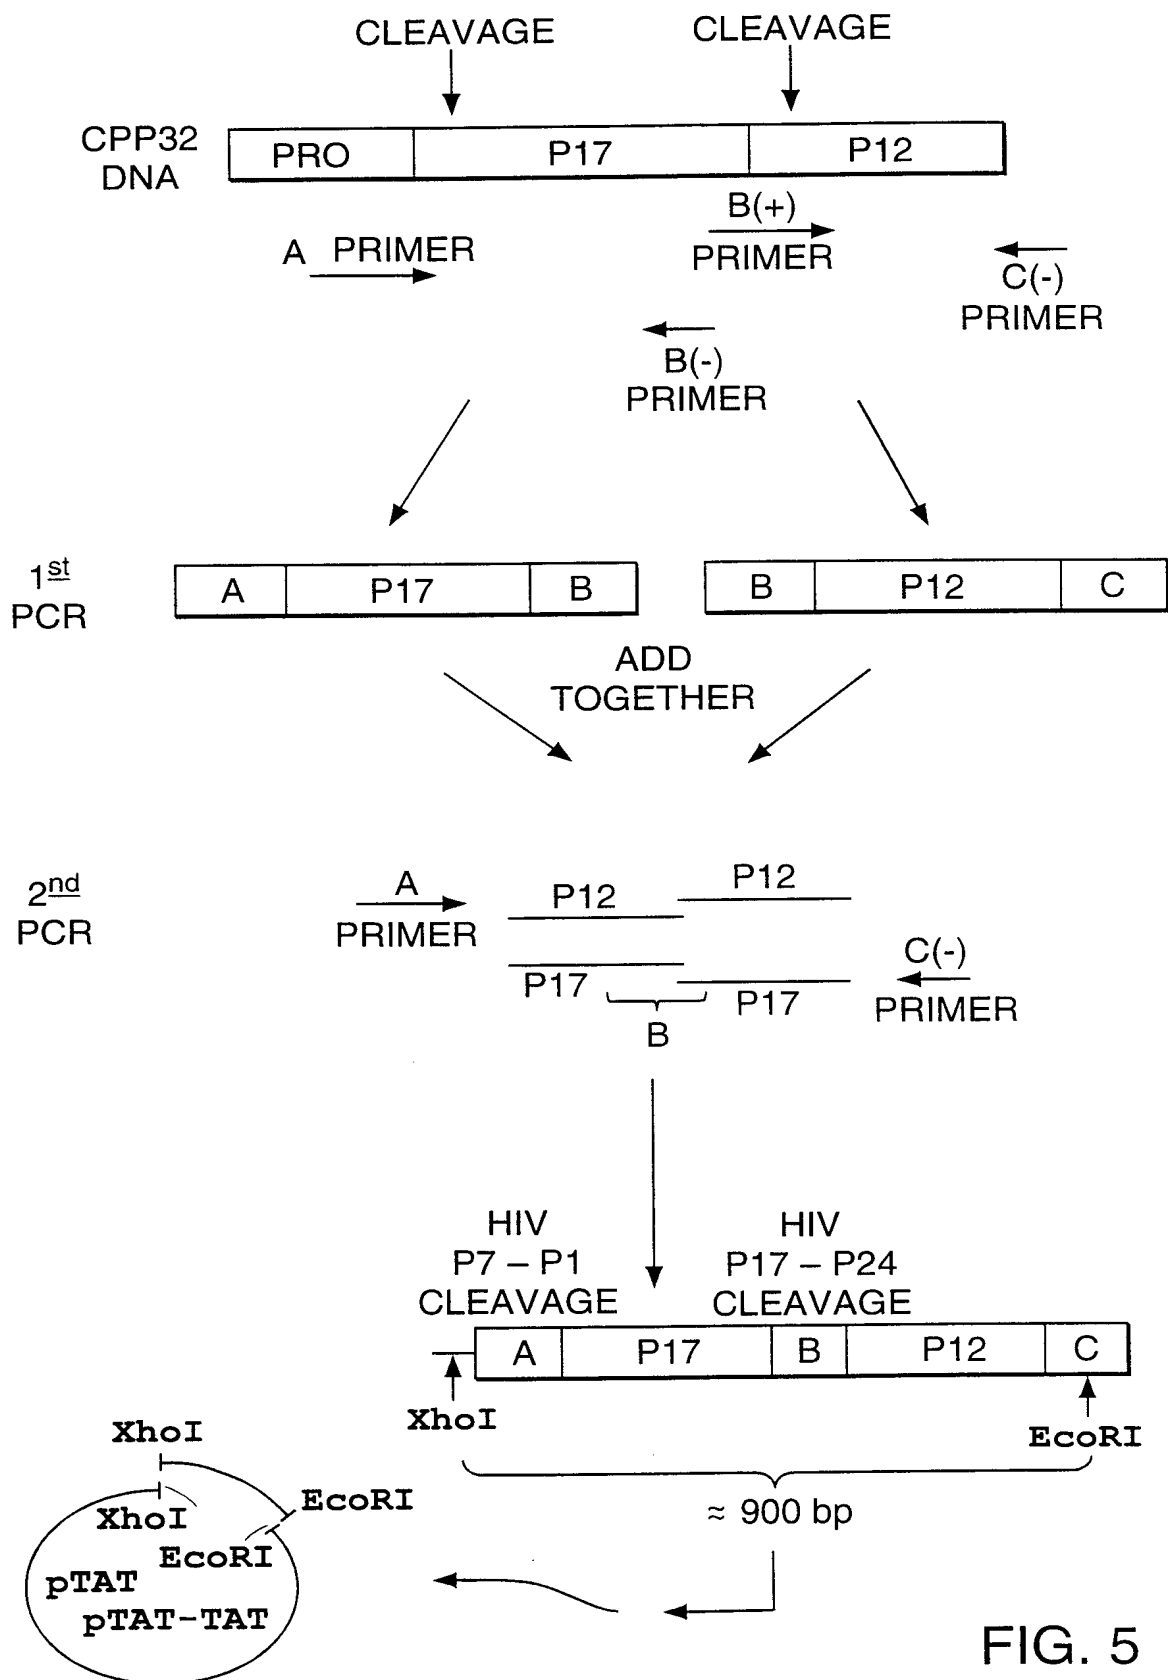 CLEAVAGE
CLEAVAGE
CPP32
DNA
PRO
P17
P12
A PRIMER
B(+)
PRIMER
C(-)
PRIMER
B(-)
PRIMER
1st
PCR
A
P17
B
B
P12
C
ADD
TOGETHER
2nd
PCR
A
PRIMER
P12
P12
P17
P17
B
C(-)
PRIMER
HIV
P7 – P1
CLEAVAGE
HIV
P17 – P24
CLEAVAGE
A
P17
B
P12
C
XhoI
EcoRI
≈ 900 bp
XhoI
XhoI
EcoRI
EcoRI
pTAT
pTAT-TAT
FIG. 5